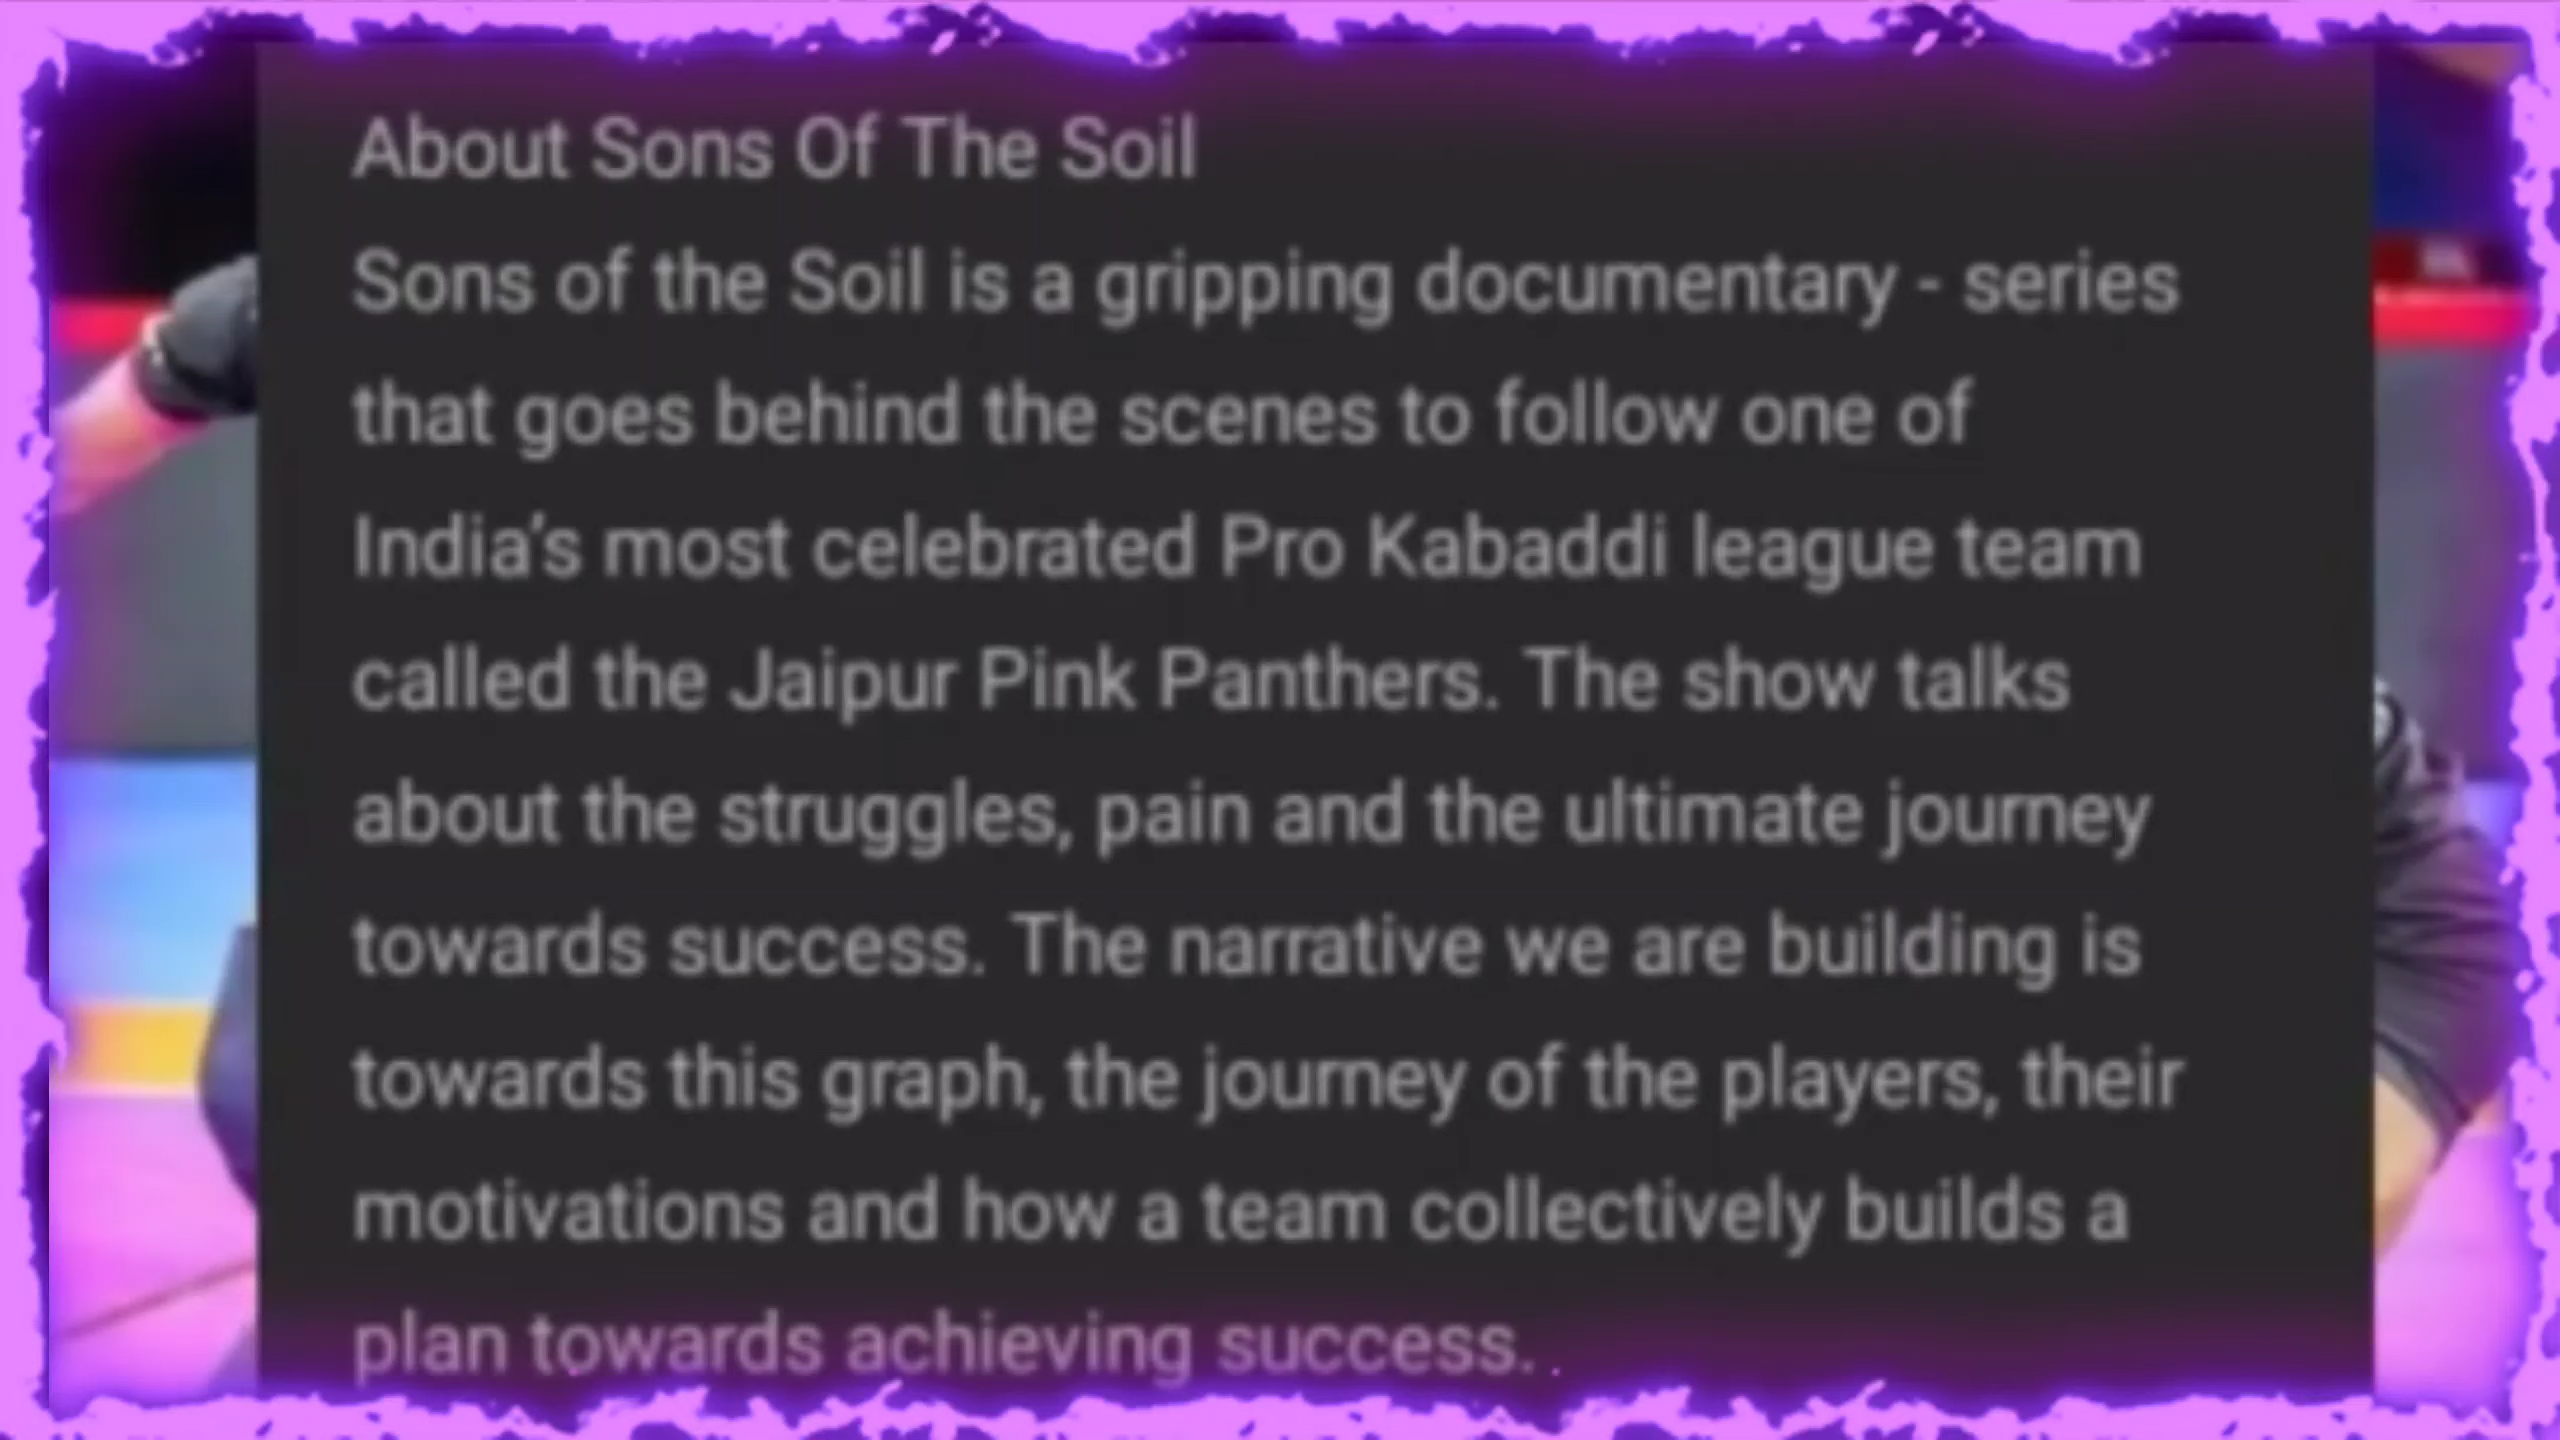 About Sons Of The Soil
Sons of the Soil is a gripping documentary - series
that goes behind the scenes to follow one of
India's most celebrated Pro Kabaddi league team
called the Jaipur Pink Panthers. The show talks
about the struggles, pain and the ultimate journey
towards success. The narrative we are building is
towards this graph, the journey of the players, their
motivations and how a team collectively builds a
plan towards achieving success.